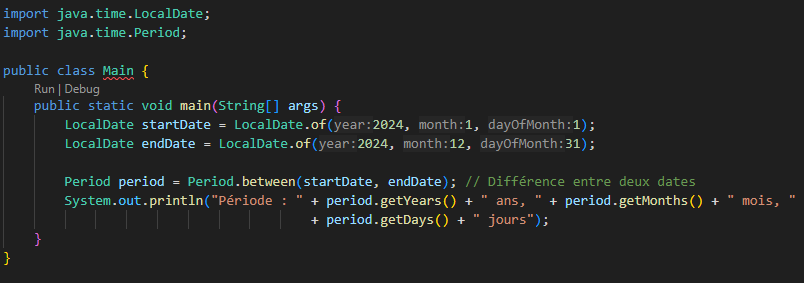 import java.time.LocalDate;
import java.time.Period;
public class Main {
Run | Debug
public static void main(String[] args) {
LocalDate startDate = LocalDate.of(year:2024, month:1, dayOfMonth:1);
LocalDate endDate = LocalDate.of(year:2024, month:12, dayOfMonth:31);
Period period = Period.between(startDate, endDate); // Différence entre deux dates
System.out.println("Période : " + period.getYears() + " ans, " + period.getMonths() + " mois, "
+ period.getDays() + " jours");
}
}